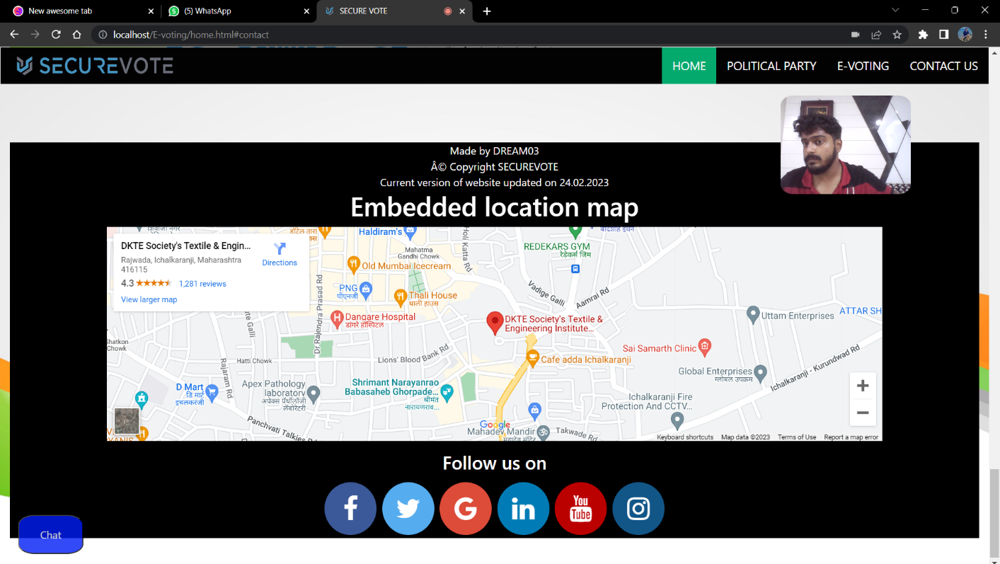 New awesome tab
(5) WhatsApp
SECURE VOTE
localhost/E-voting/home.html#contact
SECUREVOTE
HOME
POLITICAL PARTY
E-VOTING
CONTACT US
Made by DREAM03
Â© Copyright SECUREVOTE
Current version of website updated on 24.02.2023
Embedded location map
DKTE Society's Textile & Engin...
Rajwada, Ichalkaranji, Maharashtra
416115
Directions
4.3
1,281 reviews
View larger map
शिवाजी नगर
हॉटेल तारा
Haldiram's
Mahatma
Gandhi Chowk
Holi Katta Rd
REDEKARS GYM
रेडेकर्स जिम
बादशाह इंधन
Old Mumbai Icecream
PNG
पीएनजी
Thali House
थाली हाउस
Dr Rajendra Prasad Rd
Dangare Hospital
डांगरे हॉस्पिटल
Vadige Galli
Aamrai Rd
DKTE Society's Textile &
Engineering Institute...
Uttam Enterprises
ATTAR SH
Hatti Chowk
Lions' Blood Bank Rd
Cafe adda Ichalkaranji
Sai Samarth Clinic
Rajaram Rd
Global Enterprises
ग्लोबल उपक्रम
Ichalkaranji - Kurundwad Rd
D Mart
डि मार्ट
इचलकरंजी
Apex Pathology
laboratory
अपेक्स पॅथॉलॉजी
लॅबोरेटरी
Shrimant Narayanrao
Babasaheb Ghorpade...
श्रीमंत
नारायणराव...
Ichalkaranji Fire
Protection And CCTV...
Panchvati Talkies Rd
Google
Mahadev Mandir
महादेव मंदिर
Takwade Rd
Keyboard shortcuts
Map data ©2023
Terms of Use
Report a map error
Follow us on
You
Tube
Chat